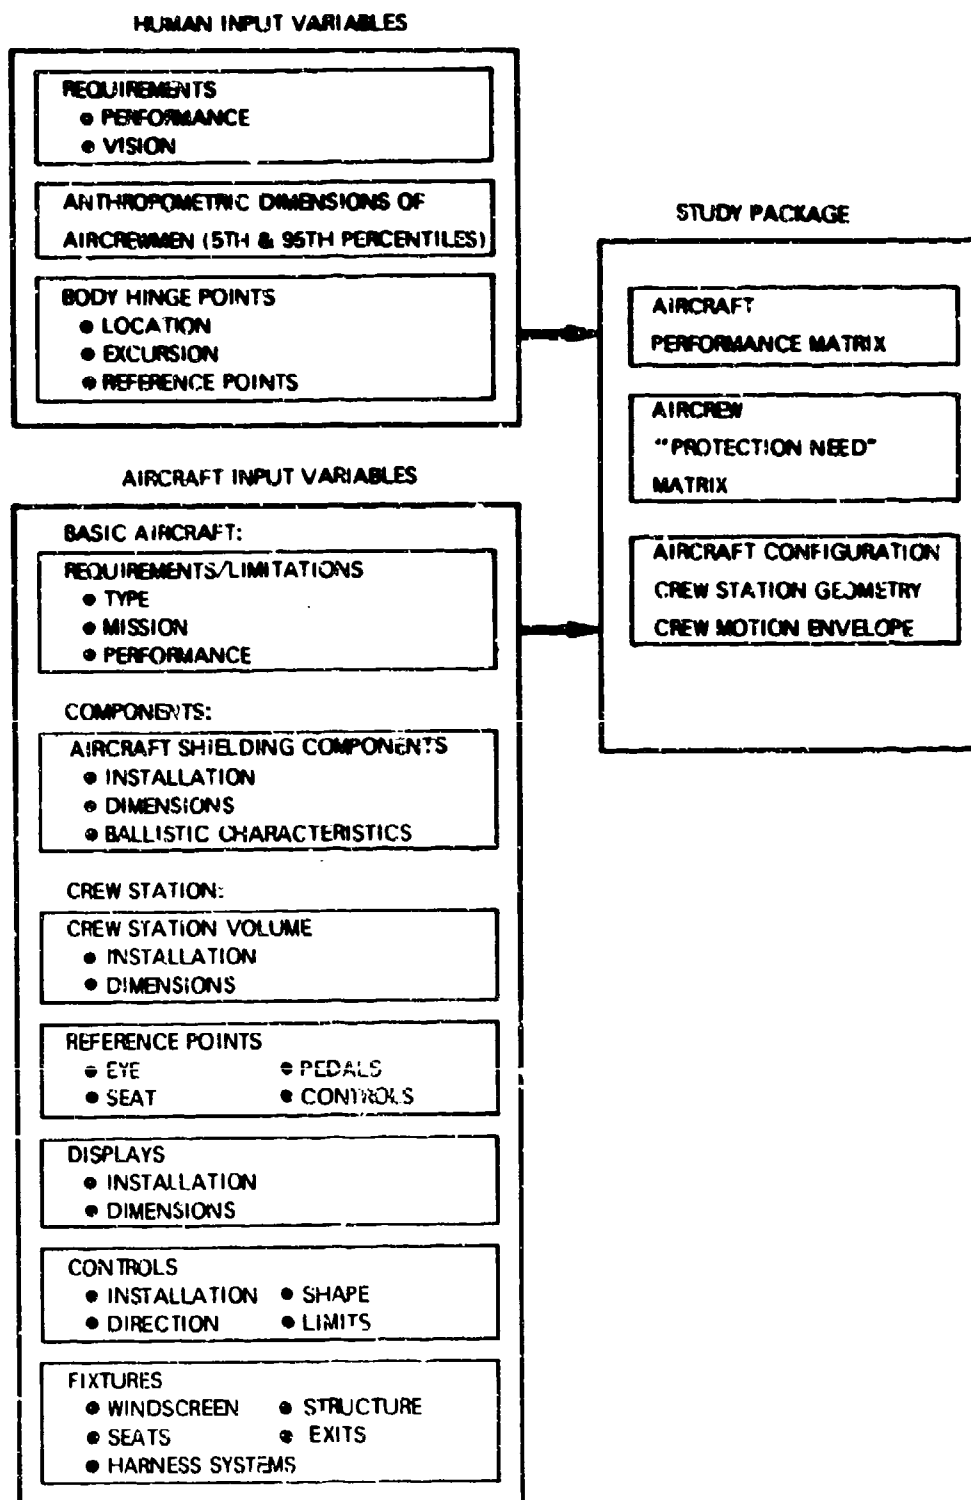 HUMAN INPUT VARIABLES
REQUIREMENTS
● PERFORMANCE
● VISION
ANTHROPOMETRIC DIMENSIONS OF
AIRCREWMEN (5TH & 95TH PERCENTILES)
BODY HINGE POINTS
● LOCATION
● EXCURSION
● REFERENCE POINTS
AIRCRAFT INPUT VARIABLES
BASIC AIRCRAFT:
REQUIREMENTS/LIMITATIONS
● TYPE
● MISSION
● PERFORMANCE
COMPONENTS:
AIRCRAFT SHIELDING COMPONENTS
● INSTALLATION
● DIMENSIONS
● BALLISTIC CHARACTERISTICS
CREW STATION:
CREW STATION VOLUME
● INSTALLATION
● DIMENSIONS
REFERENCE POINTS
● EYE ● PEDALS
● SEAT ● CONTROLS
DISPLAYS
● INSTALLATION
● DIMENSIONS
CONTROLS
● INSTALLATION ● SHAPE
● DIRECTION ● LIMITS
FIXTURES
● WINDSCREEN ● STRUCTURE
● SEATS ● EXITS
● HARNESS SYSTEMS
STUDY PACKAGE
AIRCRAFT
PERFORMANCE MATRIX
AIRCREW
"PROTECTION NEED"
MATRIX
AIRCRAFT CONFIGURATION
CREW STATION GEOMETRY
CREW MOTION ENVELOPE